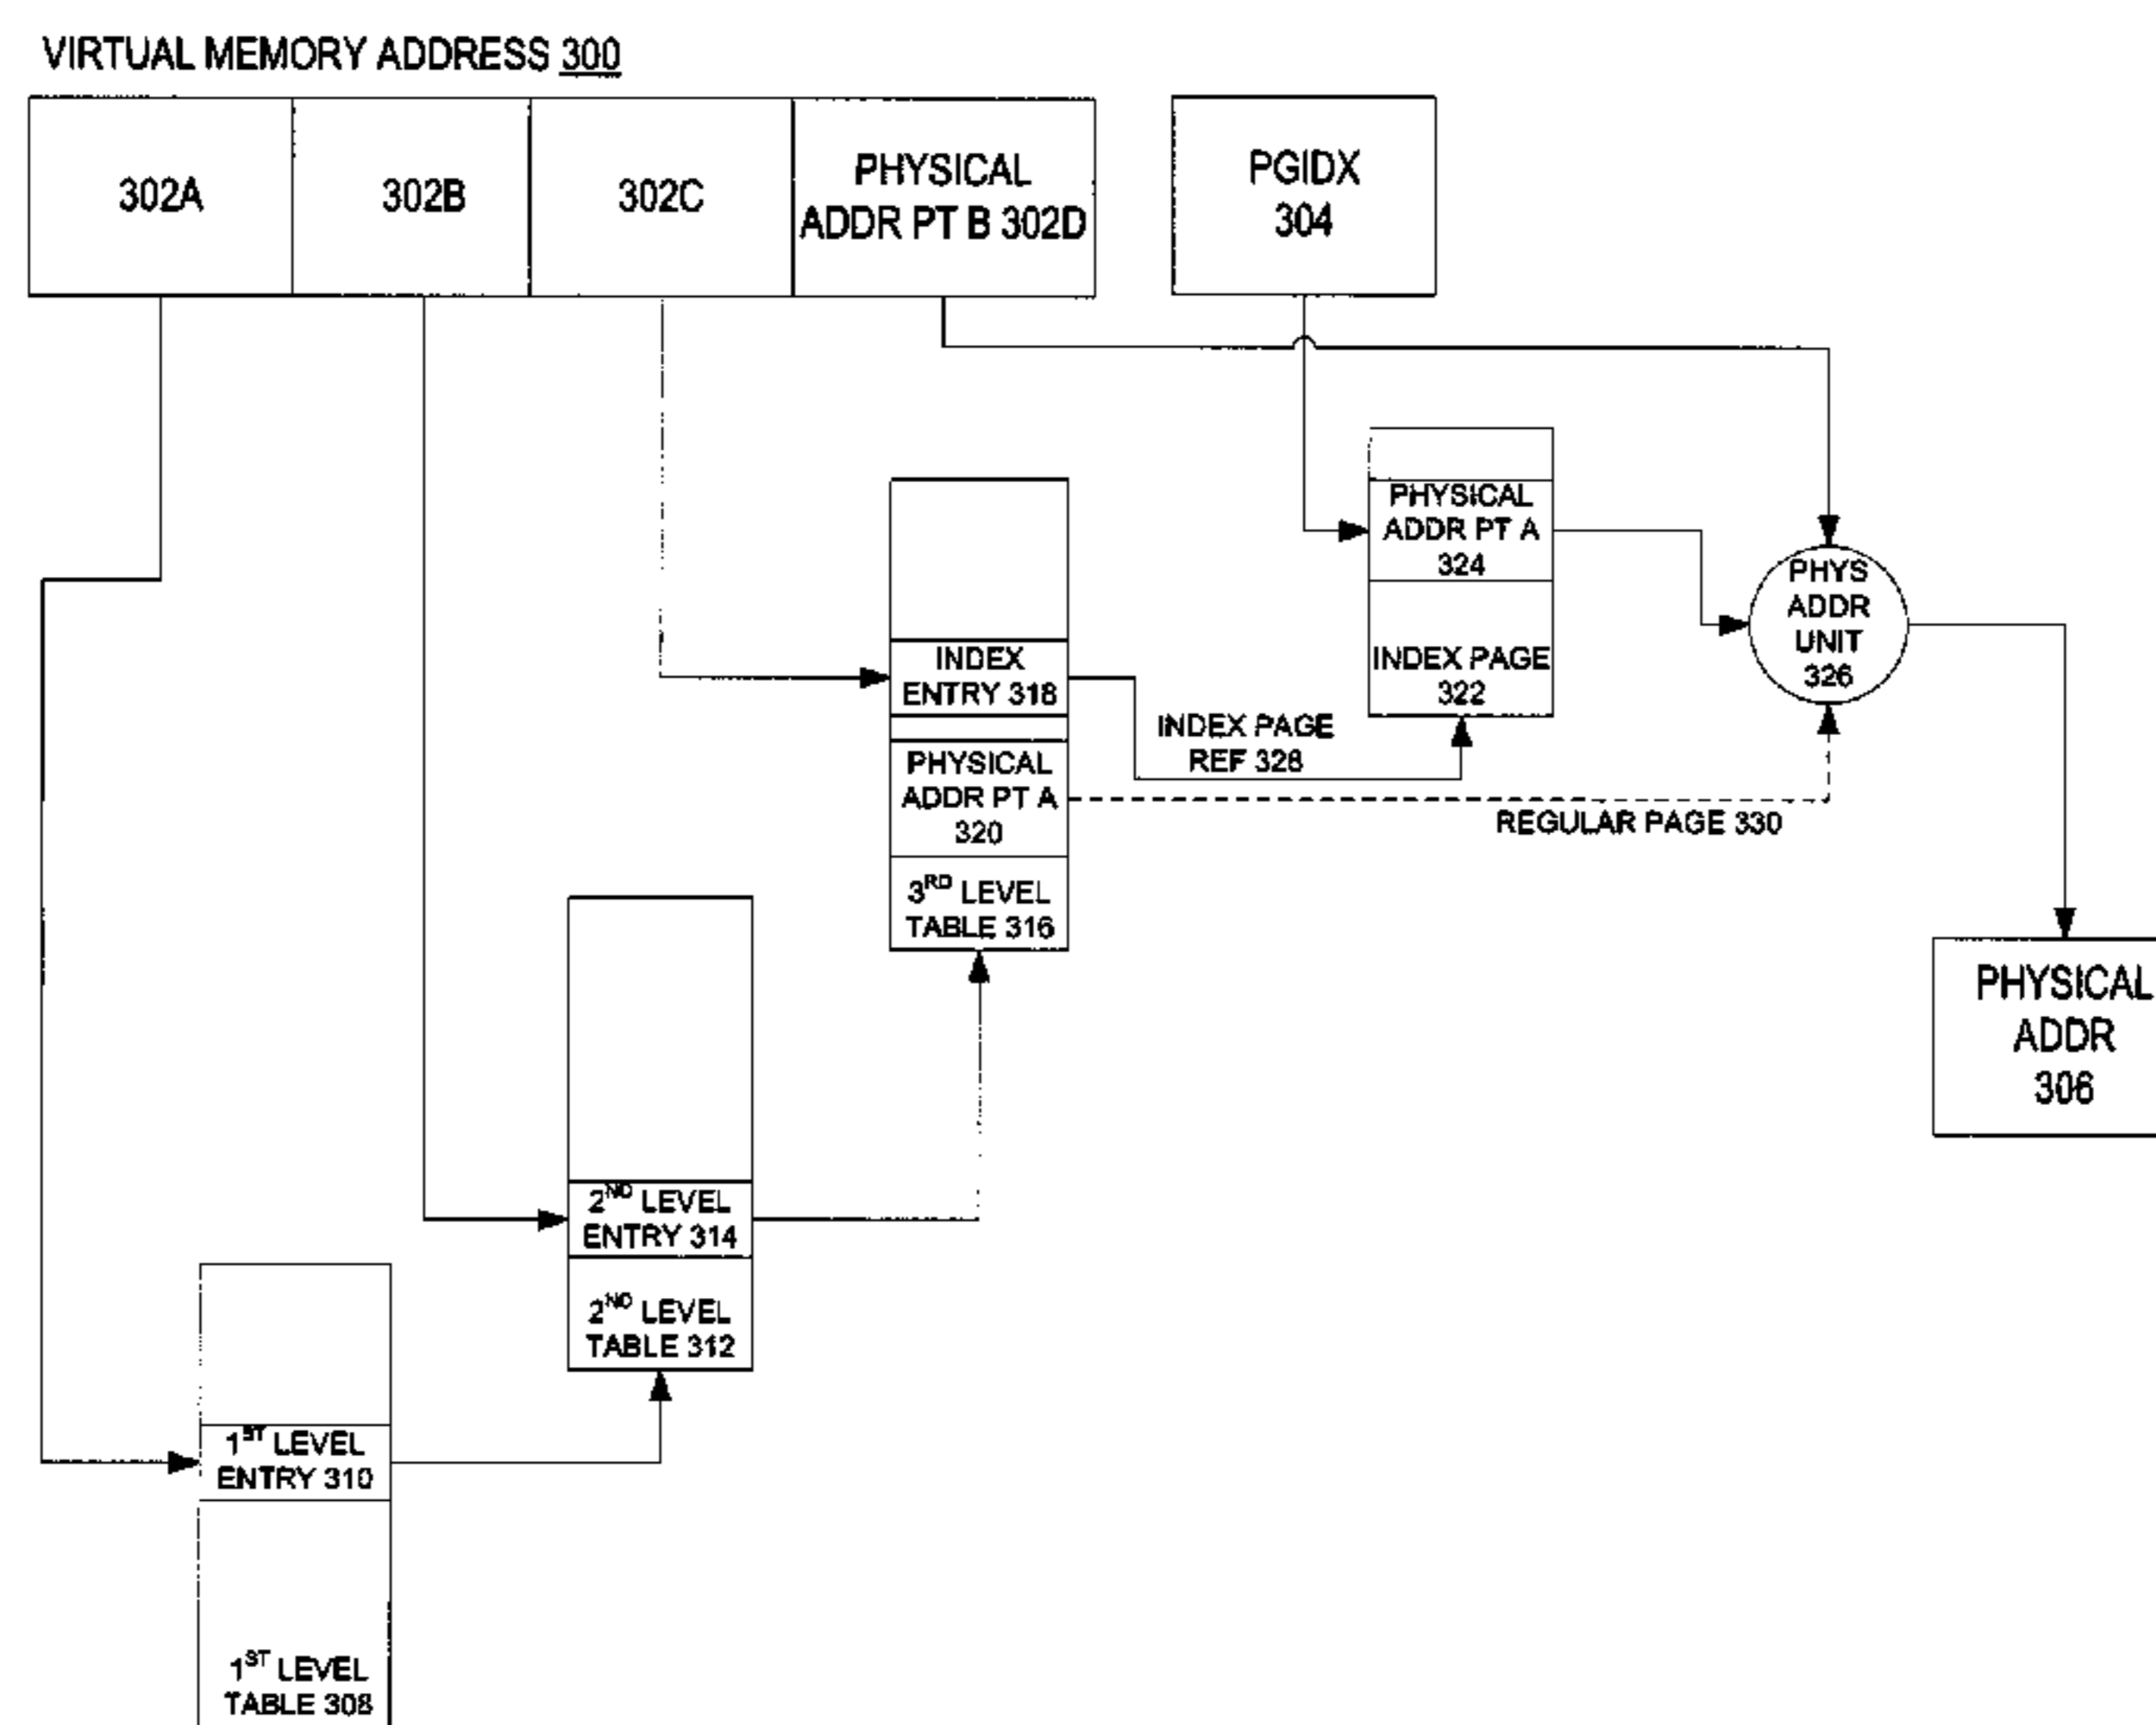 VIRTUAL MEMORY ADDRESS 300
302A
302B
302C
PHYSICAL
ADDR PT B 302D
PGIDX
304
PHYSICAL
ADDR PT A
324
INDEX PAGE
322
PHYS
ADDR
UNIT
326
INDEX
ENTRY 318
INDEX PAGE
REF 328
PHYSICAL
ADDR PT A
320
REGULAR PAGE 330
3RD LEVEL
TABLE 316
PHYSICAL
ADDR
306
2ND LEVEL
ENTRY 314
2ND LEVEL
TABLE 312
1ST LEVEL
ENTRY 310
1ST LEVEL
TABLE 308